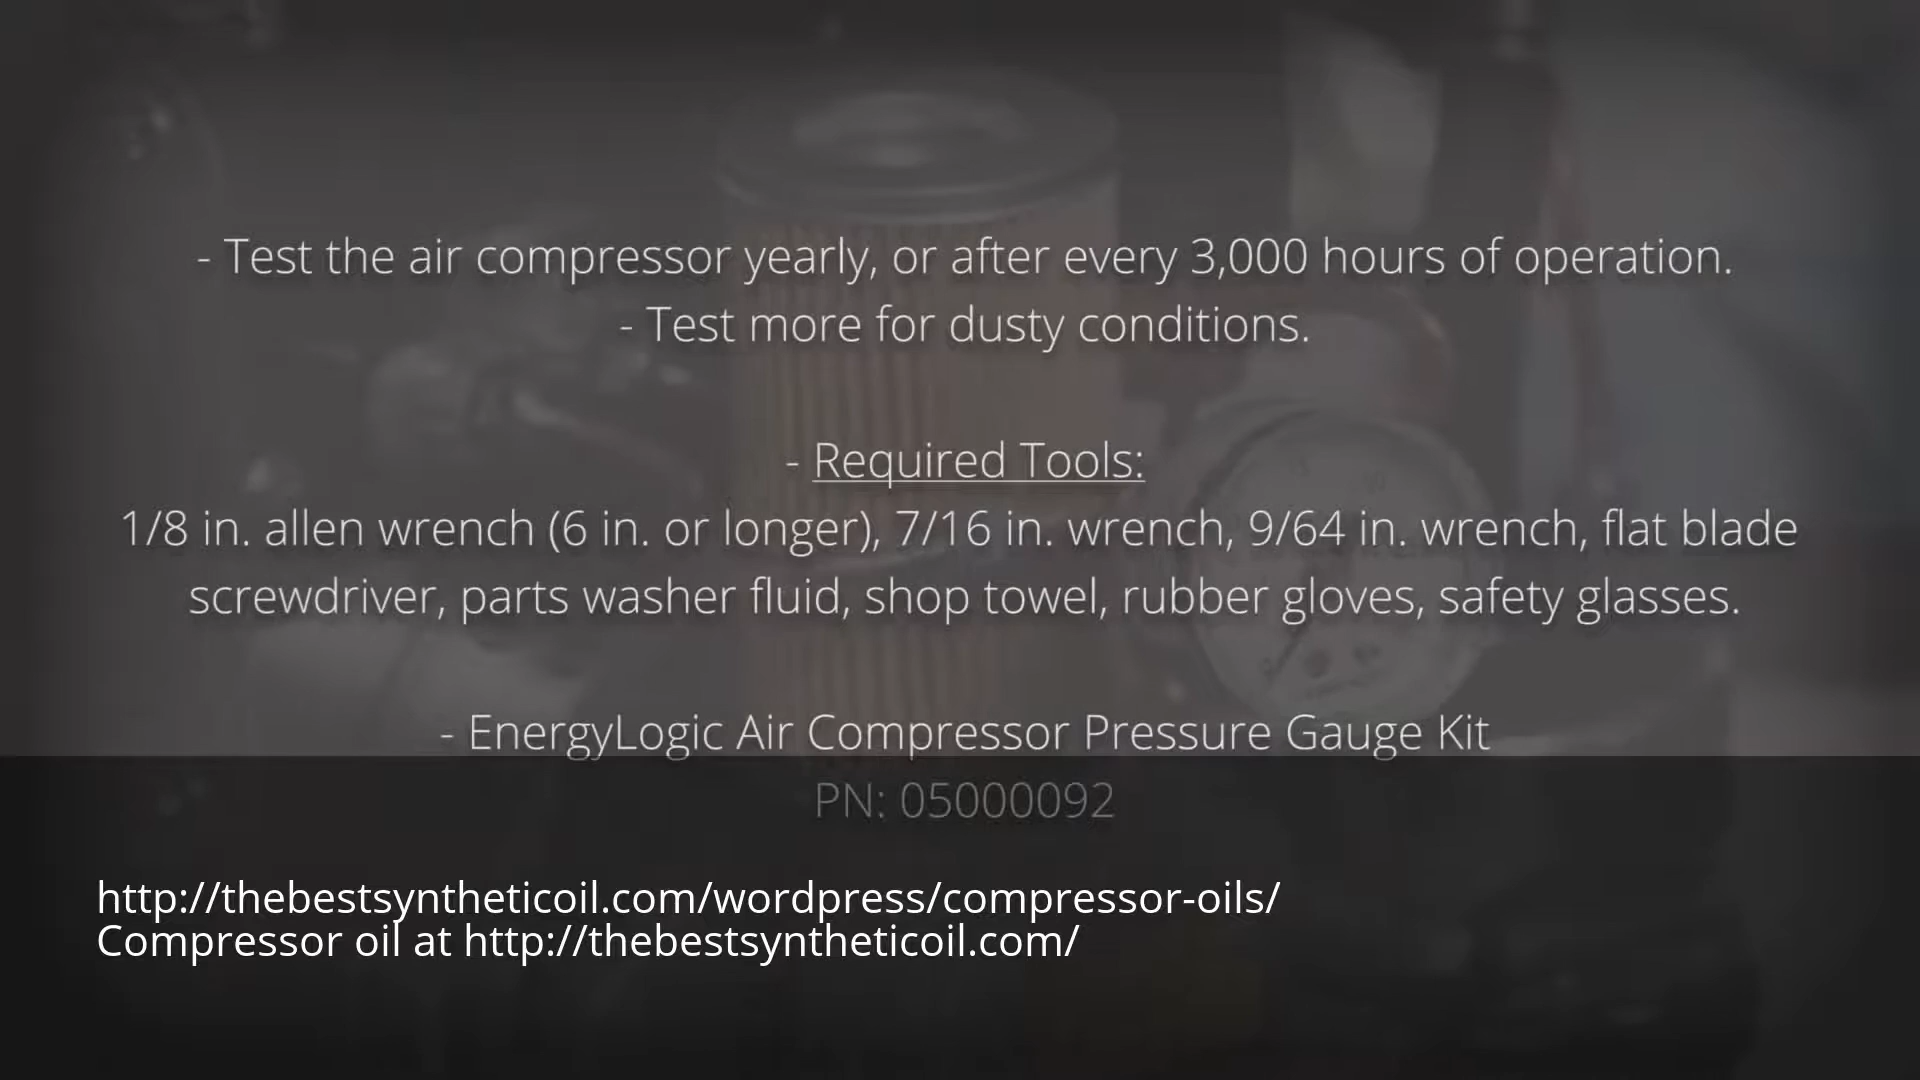 - Test the air compressor yearly, or after every 3,000 hours of operation.
- Test more for dusty conditions.
- Required Tools:
1/8 in. allen wrench (6 in. or longer), 7/16 in. wrench, 9/64 in. wrench, flat blade
screwdriver, parts washer fluid, shop towel, rubber gloves, safety glasses.
- EnergyLogic Air Compressor Pressure Gauge Kit
PN: 05000092
http://thebestsyntheticoil.com/wordpress/compressor-oils/
Compressor oil at http://thebestsyntheticoil.com/